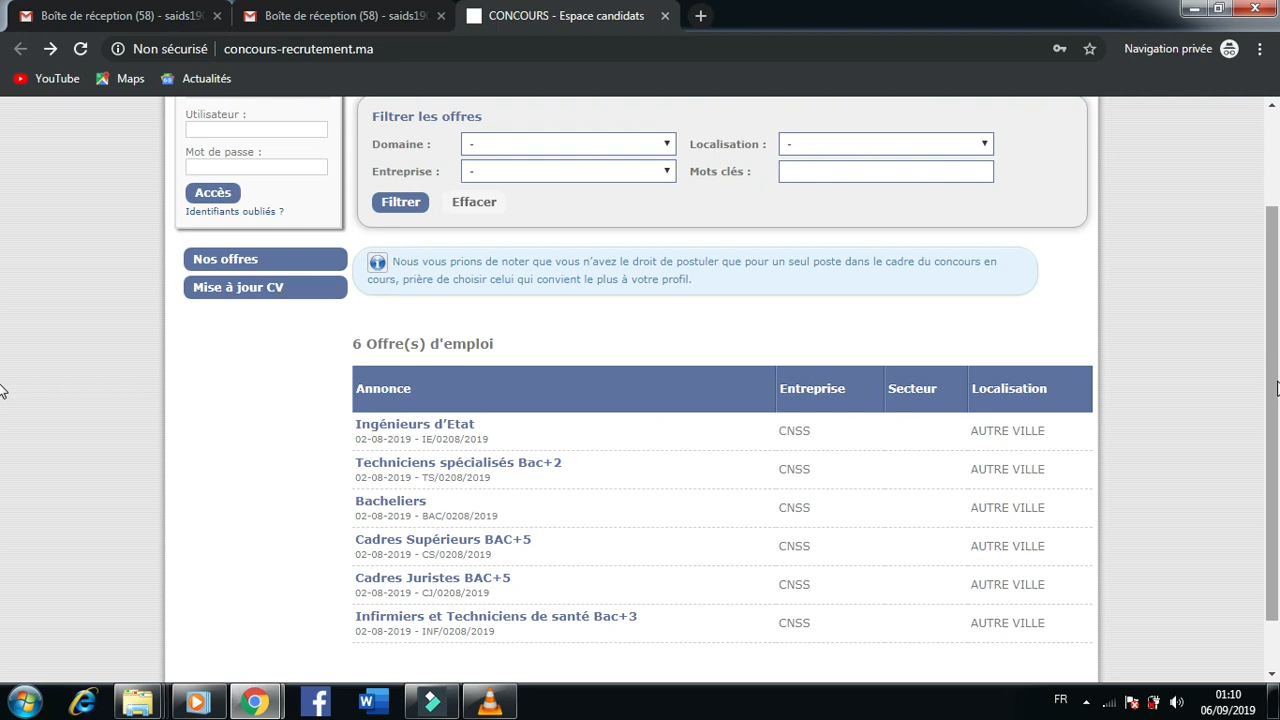 Boîte de réception (58) - saids19
Boîte de réception (58) - saids19
CONCOURS - Espace candidats
Non sécurisé
concours-recrutement.ma
Navigation privée
YouTube
Maps
Actualités
Utilisateur :
Mot de passe :
Accès
Identifiants oubliés ?
Filtrer les offres
Domaine : -
Localisation : -
Entreprise : -
Mots clés :
Filtrer
Effacer
Nos offres
Mise à jour CV
Nous vous prions de noter que vous n’avez le droit de postuler que pour un seul poste dans le cadre du concours en
cours, prière de choisir celui qui convient le plus à votre profil.
6 Offre(s) d'emploi
Annonce Entreprise Secteur Localisation
Ingénieurs d’Etat CNSS AUTRE VILLE
02-08-2019 - IE/0208/2019
Techniciens spécialisés Bac+2 CNSS AUTRE VILLE
02-08-2019 - TS/0208/2019
Bacheliers CNSS AUTRE VILLE
02-08-2019 - BAC/0208/2019
Cadres Supérieurs BAC+5 CNSS AUTRE VILLE
02-08-2019 - CS/0208/2019
Cadres Juristes BAC+5 CNSS AUTRE VILLE
02-08-2019 - CJ/0208/2019
Infirmiers et Techniciens de santé Bac+3 CNSS AUTRE VILLE
02-08-2019 - INF/0208/2019
FR
01:10
06/09/2019